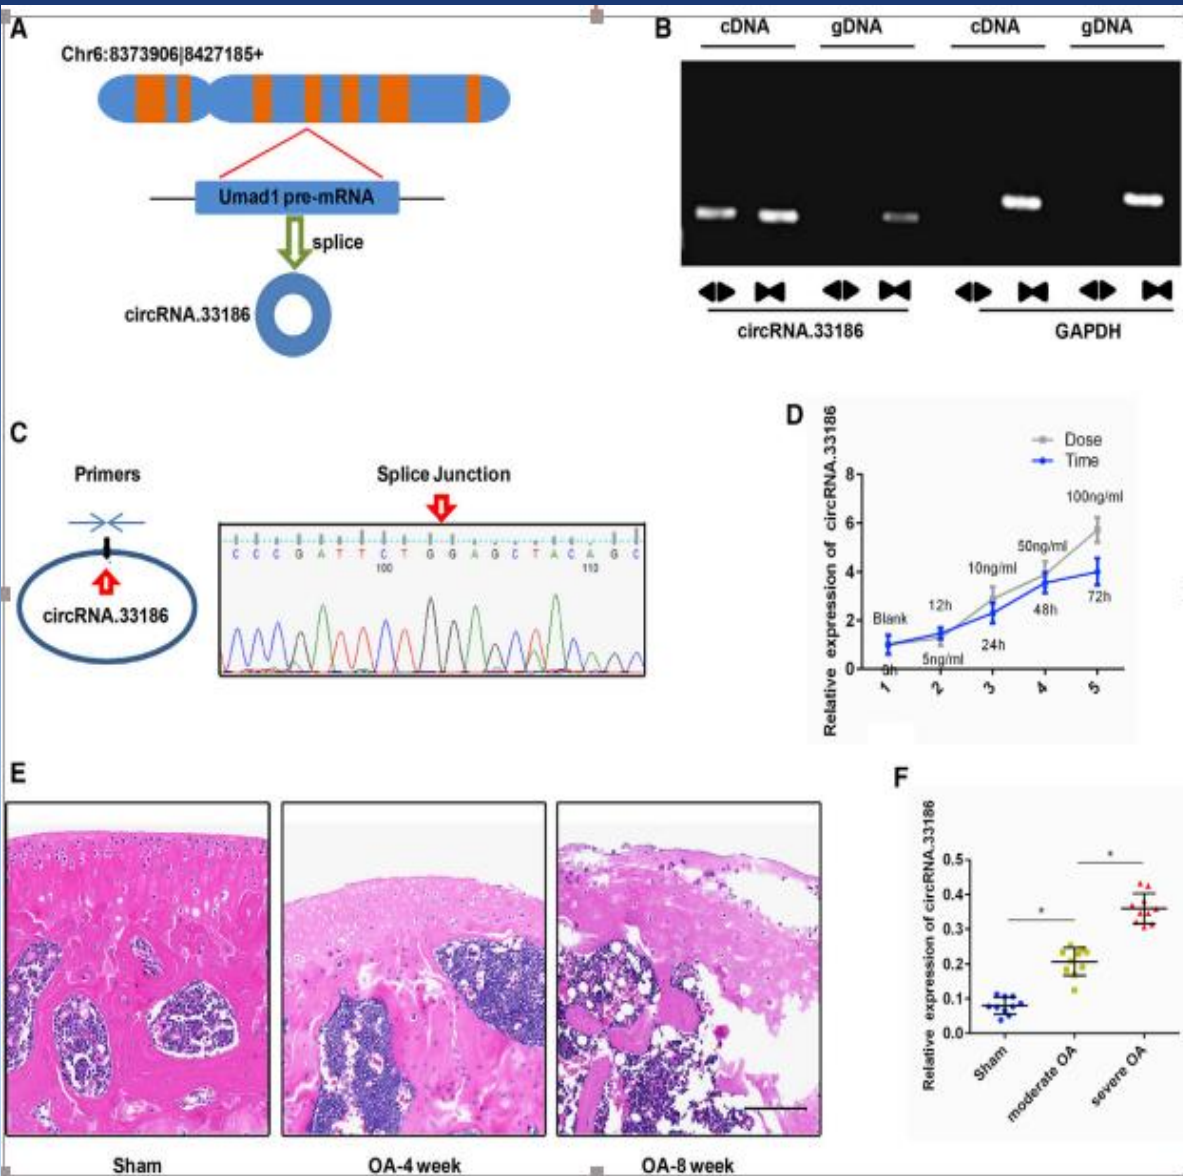 A
Chr6:8373906|8427185+
Umad1 pre-mRNA
splice
circRNA.33186
B
cDNA gDNA cDNA gDNA
circRNA.33186 GAPDH
C
Primers
circRNA.33186
Splice Junction
C C C G A T T C T G G A G C T A C A G C
100 110
D
Relative expression of circRNA.33186
Dose
Time
8
6
4
2
0
Blank
0h
12h
5ng/ml
10ng/ml
24h
50ng/ml
48h
100ng/ml
72h
1 2 3 4 5
E
Sham OA-4 week OA-8 week
F
Relative expression of circRNA.33186
0.5
0.4
0.3
0.2
0.1
0.0
*
*
Sham moderate OA severe OA